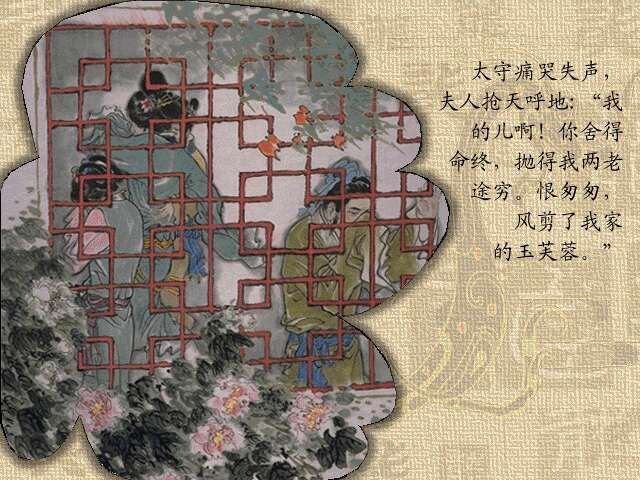 太守痛哭失声，
夫人抢天呼地：“我
的儿啊！你舍得
命终，抛得我两老
途穷。恨匆匆，
风剪了我家
的玉芙蓉。”